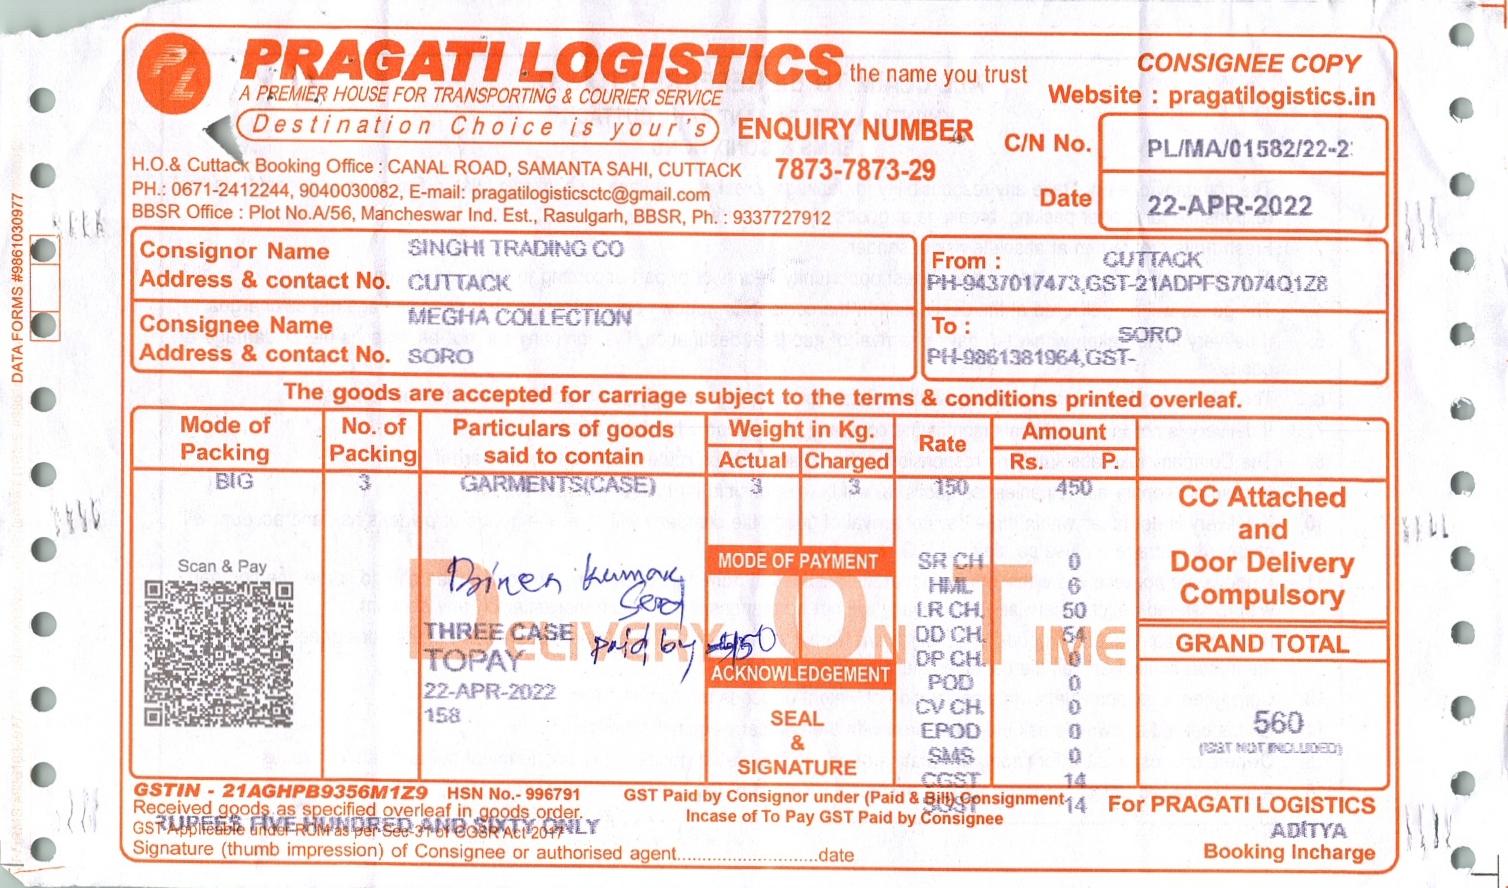 PRAGATI LOGISTICS the name you trust
A PREMIER HOUSE FOR TRANSPORTING & COURIER SERVICE
Destination Choice is your's
CONSIGNEE COPY
Website : pragatilogistics.in
ENQUIRY NUMBER
7873-7873-29
C/N No. PL/MA/01582/22-2
Date 22-APR-2022
H.O.& Cuttack Booking Office : CANAL ROAD, SAMANTA SAHI, CUTTACK
PH.: 0671-2412244, 9040030082, E-mail: pragatilogisticsctc@gmail.com
BBSR Office : Plot No.A/56, Mancheswar Ind. Est., Rasulgarh, BBSR, Ph. : 9337727912
DATA FORMS #9861030977
Consignor Name SINGHI TRADING CO
Address & contact No. CUTTACK
Consignee Name MEGHA COLLECTION
Address & contact No. SORO
From : CUTTACK
PH-9437017473,GST-21ADPFS7074Q1Z8
To : SORO
PH-9861381964,GST-
The goods are accepted for carriage subject to the terms & conditions printed overleaf.
Mode of Packing No. of Packing Particulars of goods said to contain Weight in Kg. Actual Charged Rate Amount Rs. P.
BIG 3 GARMENTS(CASE) 3 3 150 450
CC Attached
and
Door Delivery
Compulsory
GRAND TOTAL
560
(GST NOT INCLUDED)
Scan & Pay
DELIVERY ON TIME
kumar
paid by
THREE CASE
TOPAY
22-APR-2022
158
MODE OF PAYMENT
ACKNOWLEDGEMENT
SEAL
&
SIGNATURE
SR CH 0
HML 6
LR CH. 50
DD CH. 54
DP CH. 0
POD 0
CV CH. 0
EPOD 0
SMS 0
CGST 14
SGST 14
GSTIN - 21AGHPB9356M1Z9 HSN No.- 996791
Received goods as specified overleaf in goods order.
RUPEES FIVE HUNDRED AND SIXTY ONLY
GST Applicable under RCM as per Sec-31 of CGSR Act 2017
Signature (thumb impression) of Consignee or authorised agent..........................date
GST Paid by Consignor under (Paid & Bill) Consignment
Incase of To Pay GST Paid by Consignee
For PRAGATI LOGISTICS
ADITYA
Booking Incharge